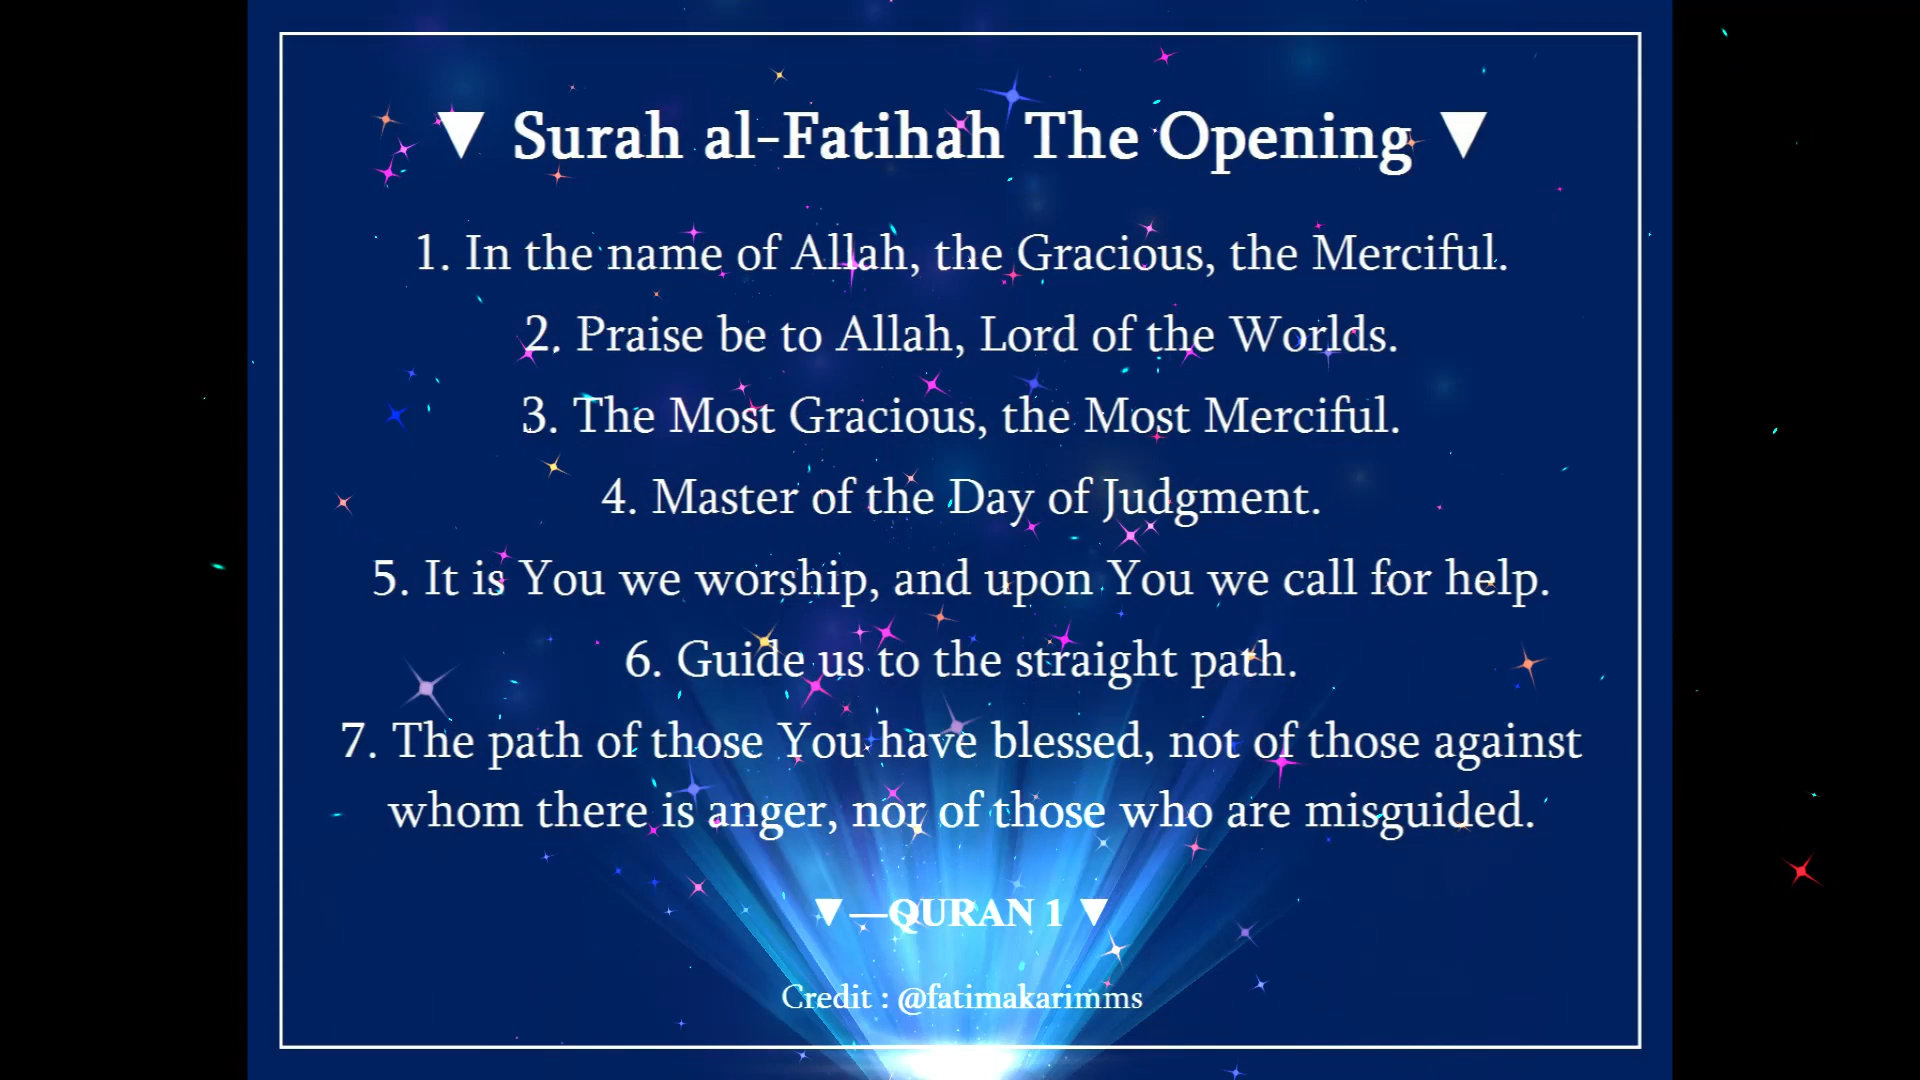 ▼ Surah al-Fatihah The Opening ▼
1. In the name of Allah, the Gracious, the Merciful.
2. Praise be to Allah, Lord of the Worlds.
3. The Most Gracious, the Most Merciful.
4. Master of the Day of Judgment.
5. It is You we worship, and upon You we call for help.
6. Guide us to the straight path.
7. The path of those You have blessed, not of those against
whom there is anger, nor of those who are misguided.
▼—QURAN 1 ▼
Credit : @fatimakarimms